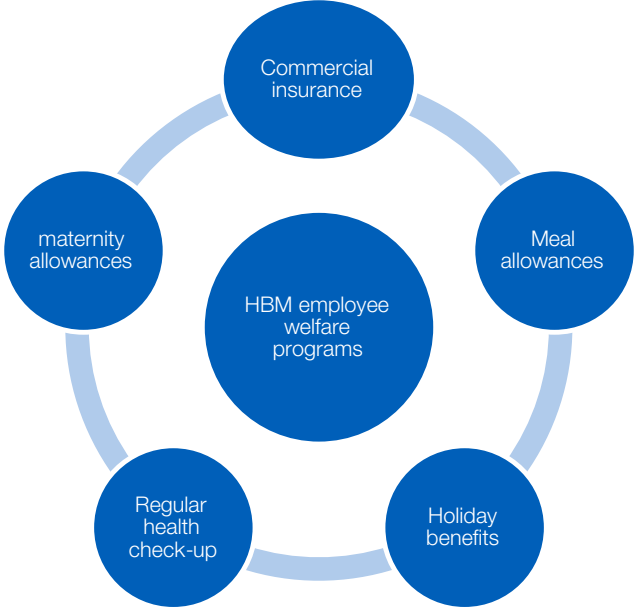 Commercial
insurance
maternity
allowances
Meal
allowances
HBM employee
welfare
programs
Regular
health
check-up
Holiday
benefits